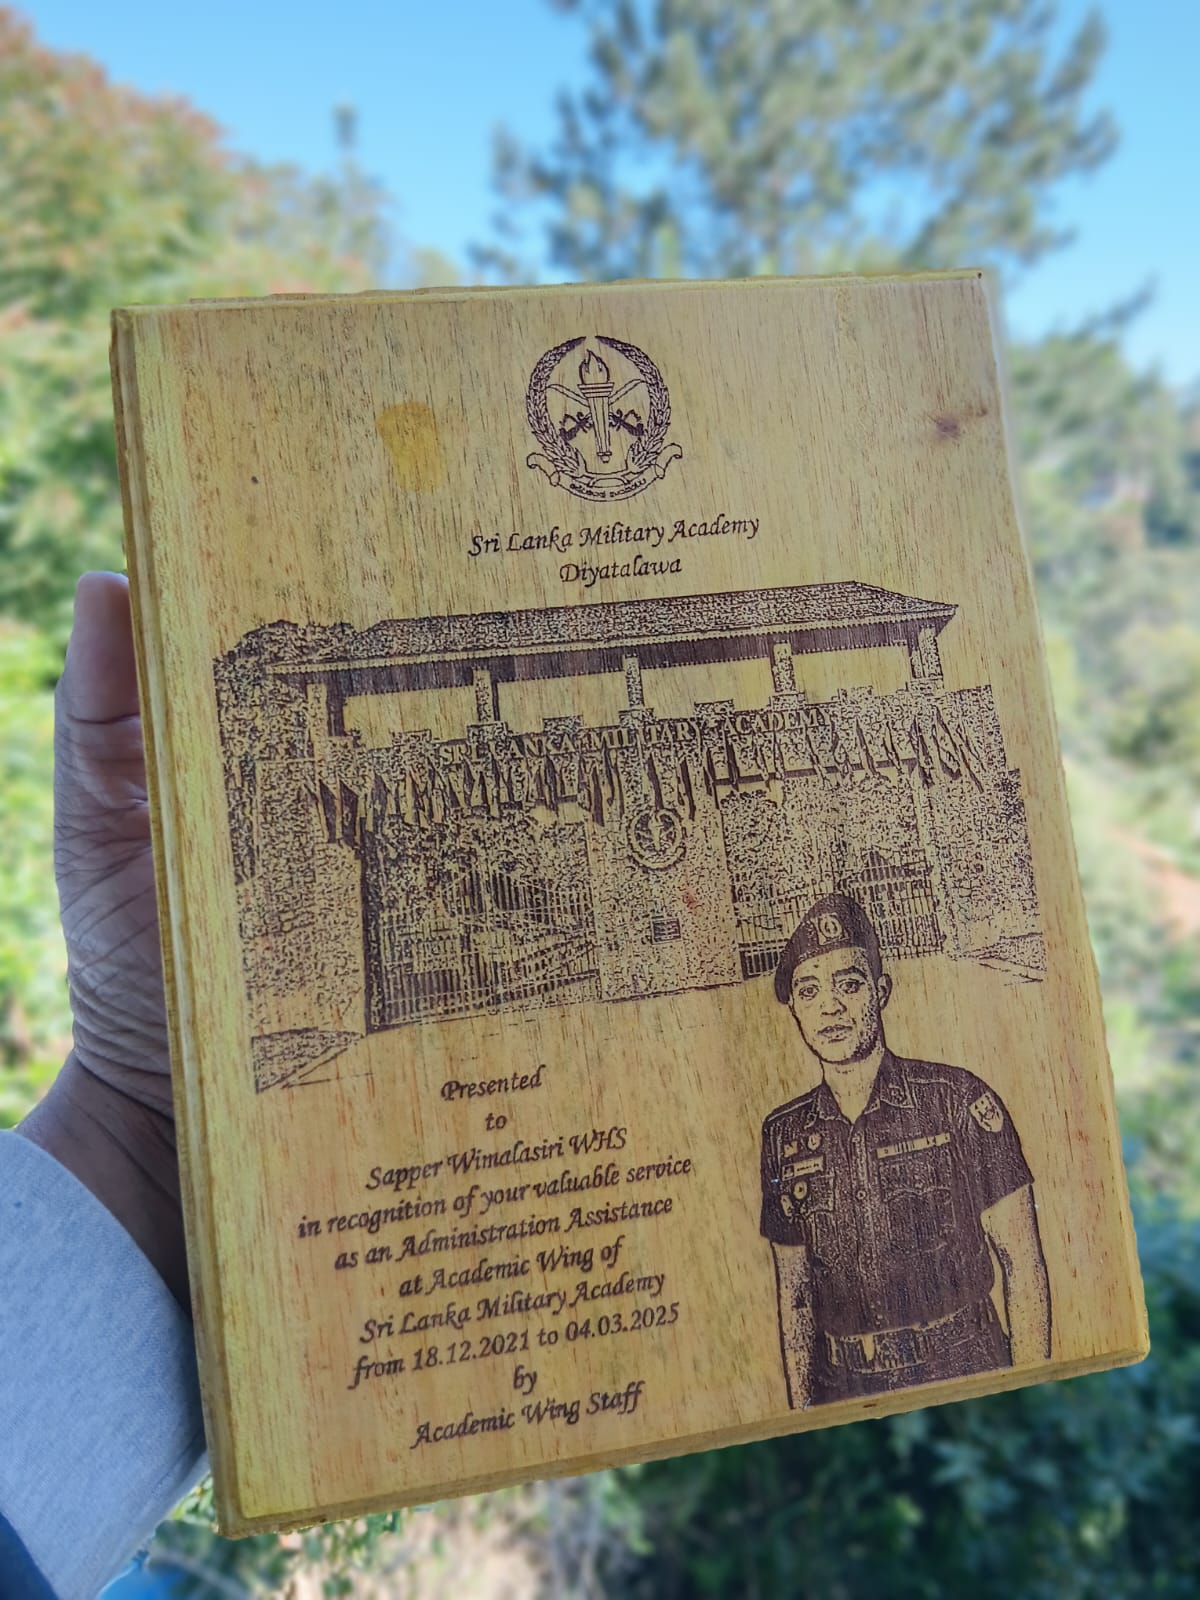 Sri Lanka Military Academy
Diyatalawa
SRI LANKA MILITARY ACADEMY
Presented
to
Sapper Wimalasiri WHS
in recognition of your valuable service
as an Administration Assistance
at Academic Wing of
Sri Lanka Military Academy
from 18.12.2021 to 04.03.2025
by
Academic Wing Staff